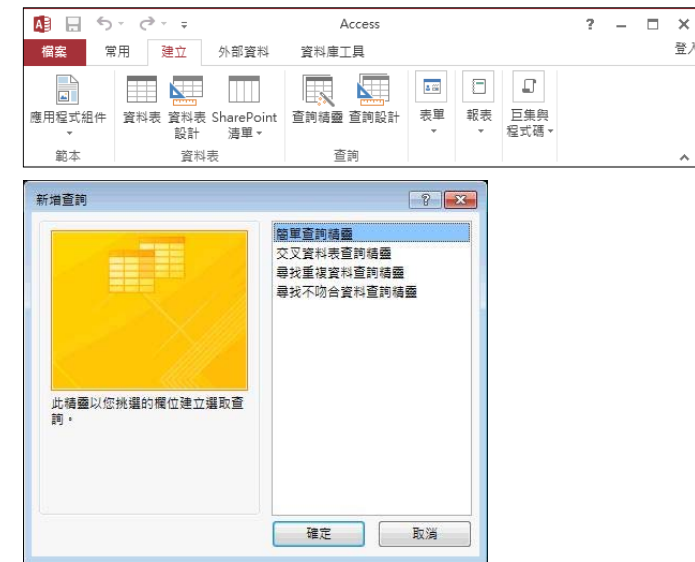 Access
?
檔案 常用 建立 外部資料 資料庫工具
登入
應用程式組件 資料表 資料表設計 SharePoint 清單 查詢精靈 查詢設計 表單 報表 巨集與程式碼
範本 資料表 查詢
新增查詢
?
簡單查詢精靈
交叉資料表查詢精靈
尋找重複資料查詢精靈
尋找不吻合資料查詢精靈
此精靈以您挑選的欄位建立選取查
詢。
確定 取消